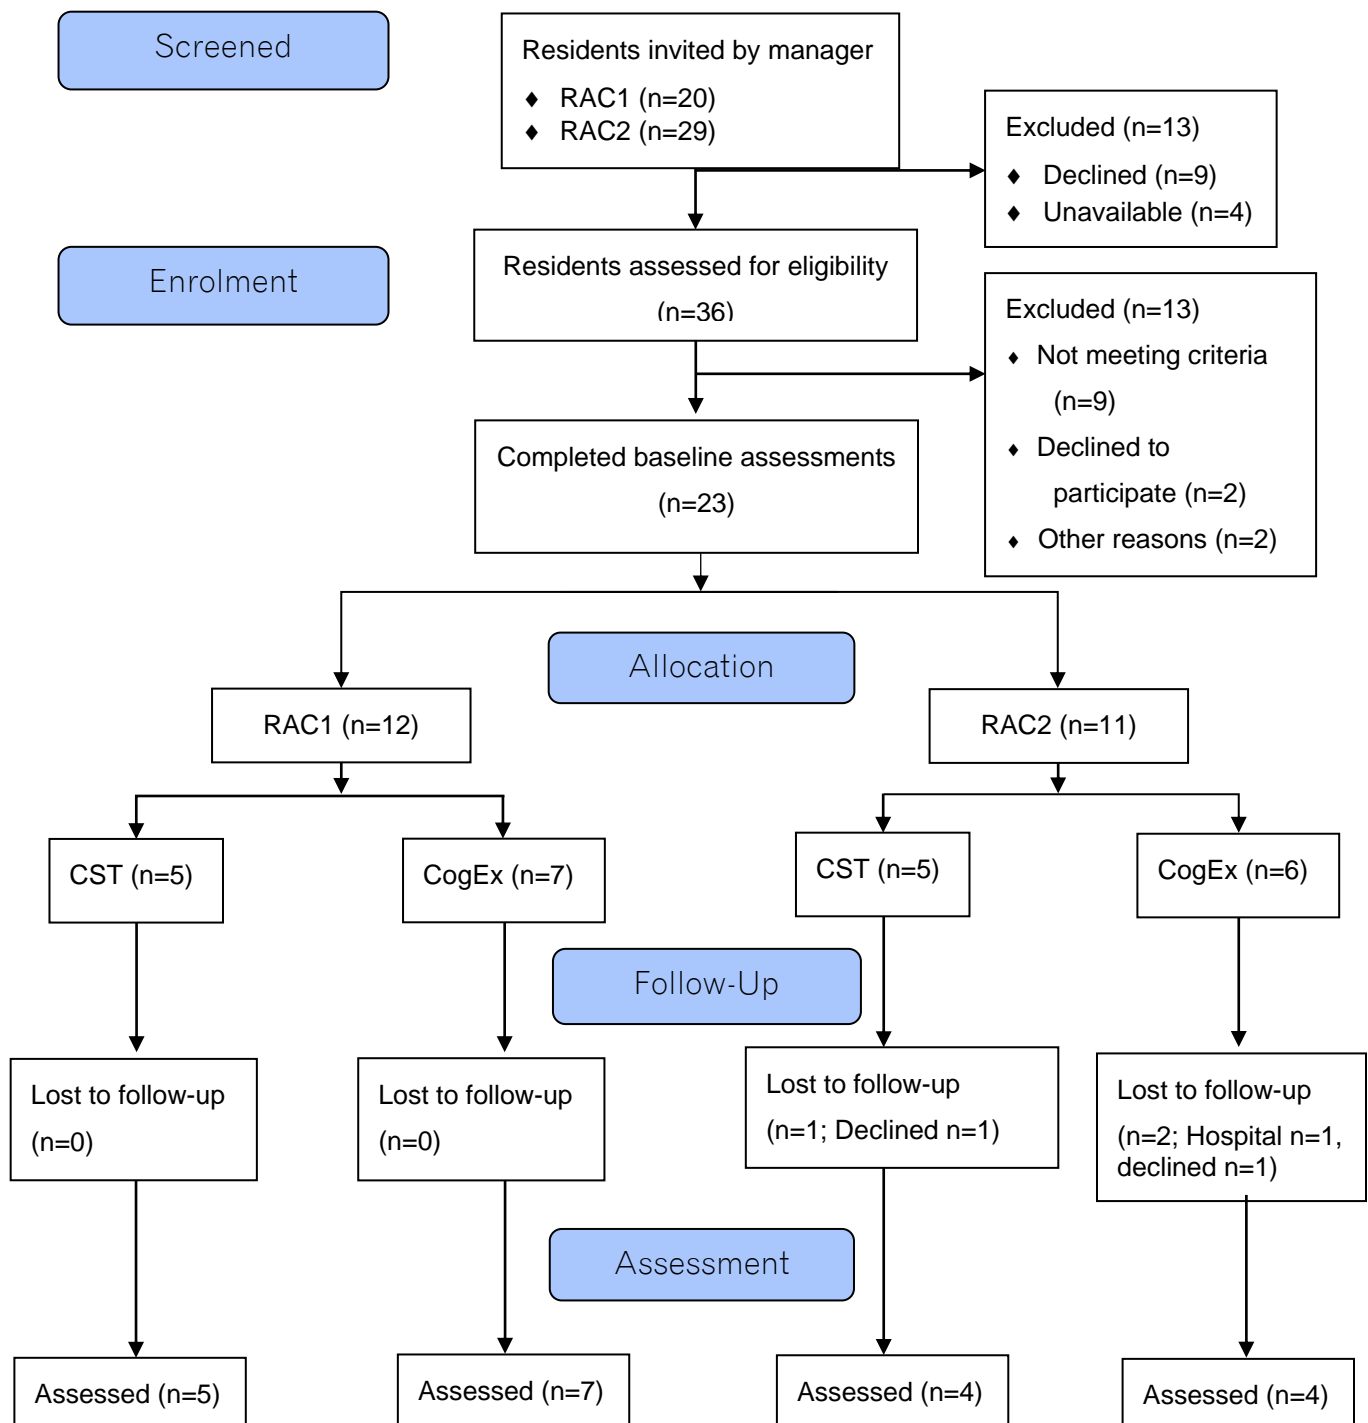 Screened
Residents invited by manager
♦ RAC1 (n=20)
♦ RAC2 (n=29)
Excluded (n=13)
♦ Declined (n=9)
♦ Unavailable (n=4)
Enrolment
Residents assessed for eligibility
(n=36)
Excluded (n=13)
♦ Not meeting criteria
(n=9)
♦ Declined to
participate (n=2)
♦ Other reasons (n=2)
Completed baseline assessments
(n=23)
Allocation
RAC1 (n=12)
RAC2 (n=11)
CST (n=5)
CogEx (n=7)
CST (n=5)
CogEx (n=6)
Follow-Up
Lost to follow-up
(n=0)
Lost to follow-up
(n=0)
Lost to follow-up
(n=1; Declined n=1)
Lost to follow-up
(n=2; Hospital n=1,
declined n=1)
Assessment
Assessed (n=5)
Assessed (n=7)
Assessed (n=4)
Assessed (n=4)